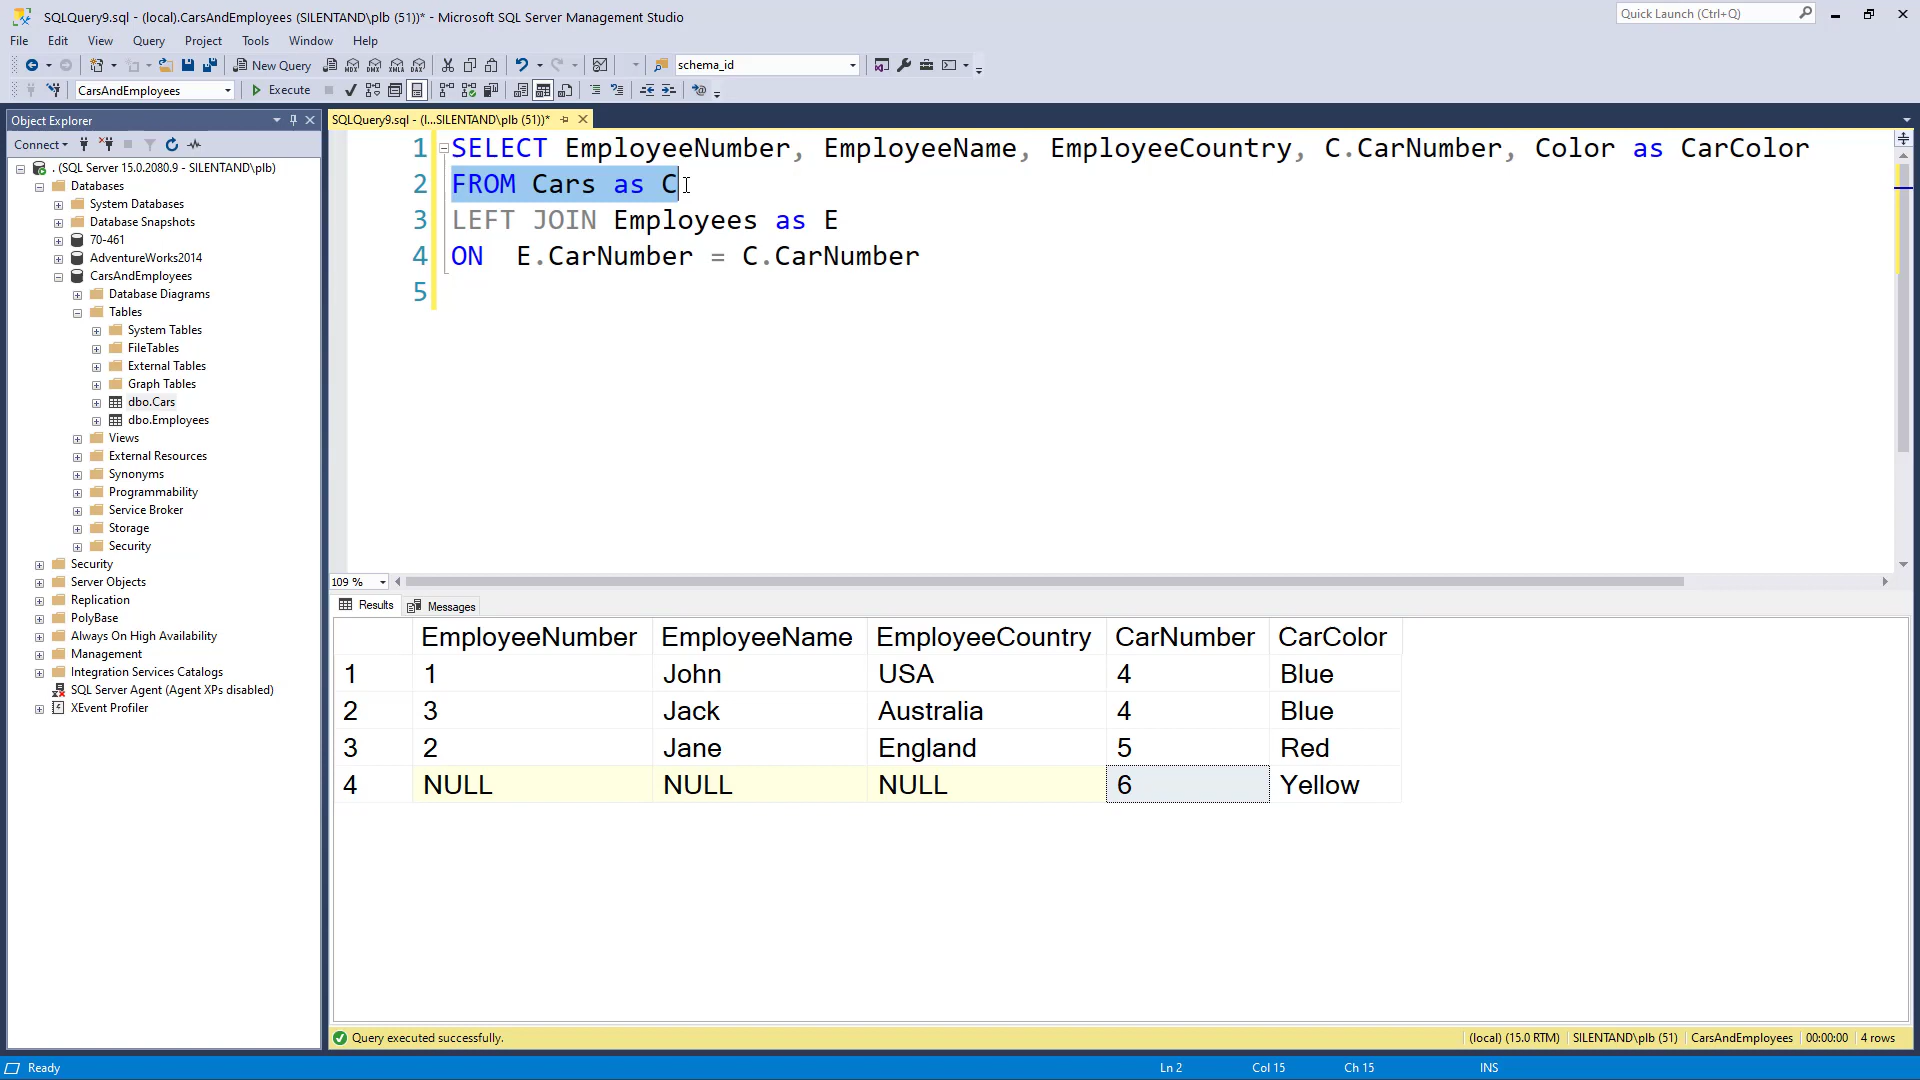 SQLQuery9.sql - (local).CarsAndEmployees (SILENTAND\plb (51))* - Microsoft SQL Server Management Studio
Quick Launch (Ctrl+Q)
File Edit View Query Project Tools Window Help
New Query
MDX DMX XMLA DAX
schema_id
CarsAndEmployees
Execute
Object Explorer
SQLQuery9.sql - (l...SILENTAND\plb (51))*
Connect
. (SQL Server 15.0.2080.9 - SILENTAND\plb)
Databases
System Databases
Database Snapshots
70-461
AdventureWorks2014
CarsAndEmployees
Database Diagrams
Tables
System Tables
FileTables
External Tables
Graph Tables
dbo.Cars
dbo.Employees
Views
External Resources
Synonyms
Programmability
Service Broker
Storage
Security
Security
Server Objects
Replication
PolyBase
Always On High Availability
Management
Integration Services Catalogs
SQL Server Agent (Agent XPs disabled)
XEvent Profiler
1 SELECT EmployeeNumber, EmployeeName, EmployeeCountry, C.CarNumber, Color as CarColor
2 FROM Cars as C
3 LEFT JOIN Employees as E
4 ON  E.CarNumber = C.CarNumber
5
109 %
Results Messages
EmployeeNumber EmployeeName EmployeeCountry CarNumber CarColor
1 1 John USA 4 Blue
2 3 Jack Australia 4 Blue
3 2 Jane England 5 Red
4 NULL NULL NULL 6 Yellow
Query executed successfully.
(local) (15.0 RTM) SILENTAND\plb (51) CarsAndEmployees 00:00:00 4 rows
Ready
Ln 2 Col 15 Ch 15 INS